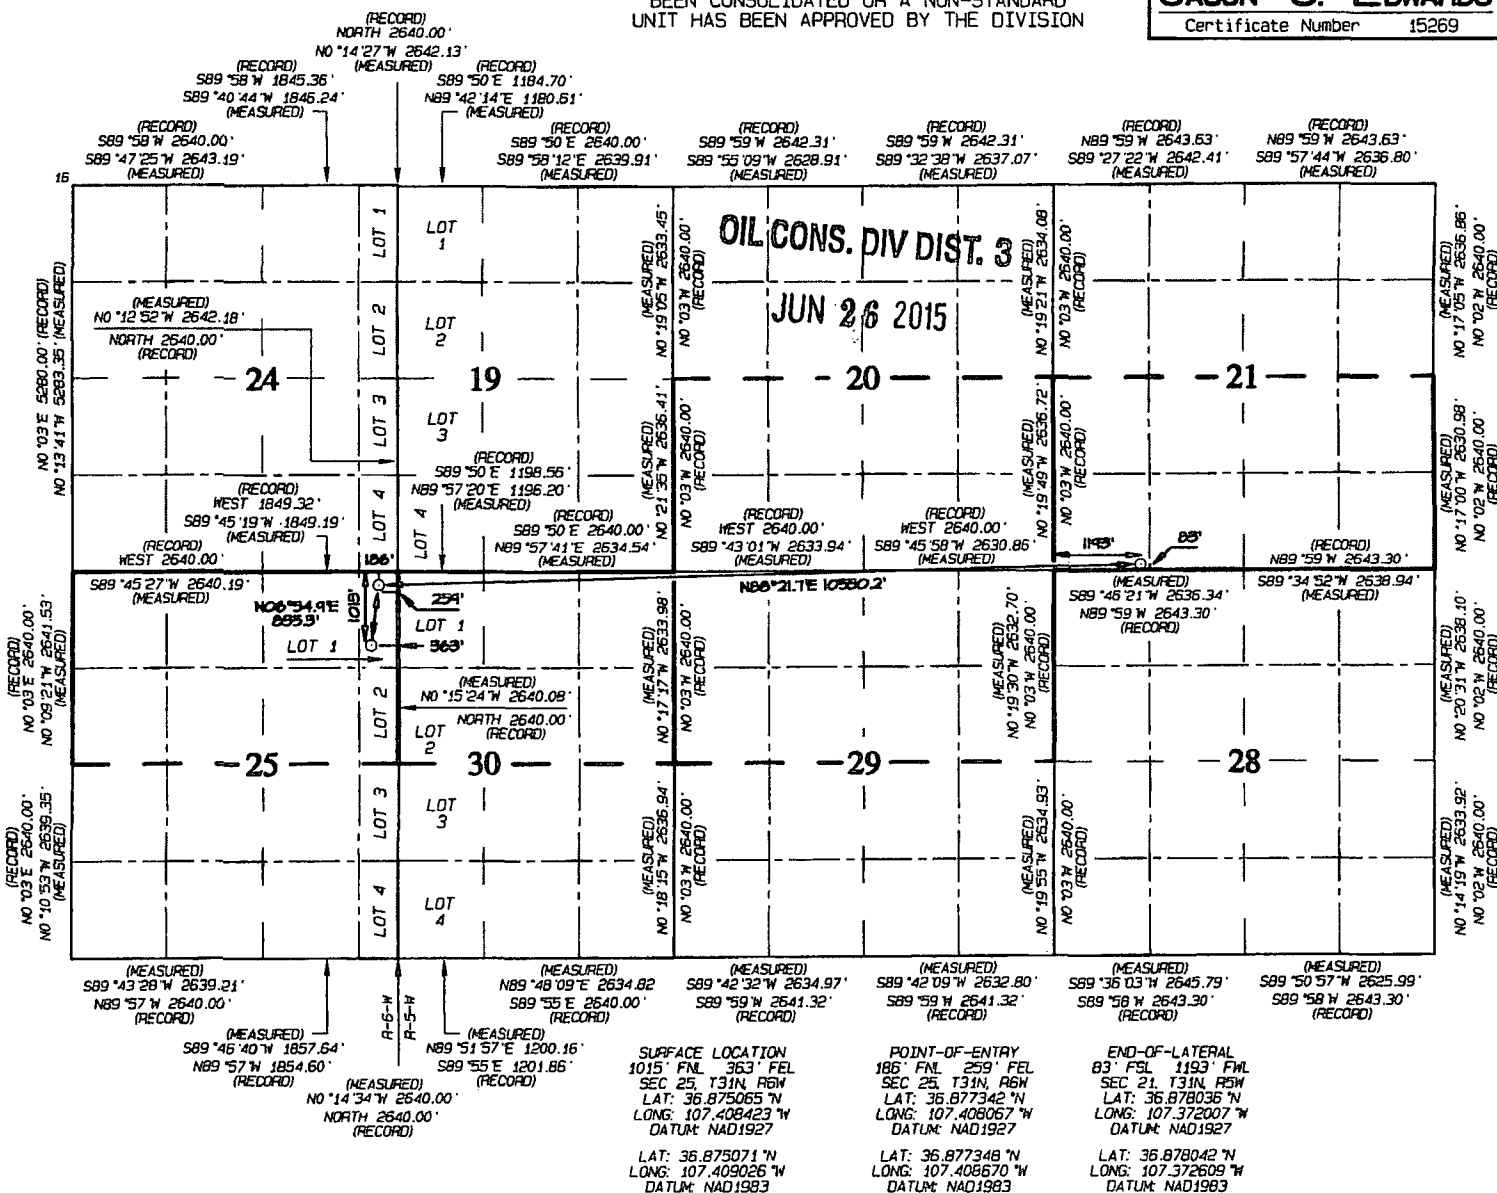 UNIT HAS BEEN APPROVED BY THE DIVISION
Certificate Number 15269
(RECORD)
NORTH 2640.00'
N0°14'27"W 2642.13'
(MEASURED)
(RECORD)
S89°58'W 1845.36'
S89°40'44"W 1846.24'
(MEASURED)
(RECORD)
S89°50'E 1184.70'
N89°42'14"E 1180.61'
(MEASURED)
(RECORD)
S89°58'W 2640.00'
S89°47'25"W 2643.19'
(MEASURED)
(RECORD)
S89°50'E 2640.00'
S89°58'12"E 2639.91'
(MEASURED)
(RECORD)
S89°59'W 2642.31'
S89°55'09"W 2628.91'
(MEASURED)
(RECORD)
S89°59'W 2642.31'
S89°32'38"W 2637.07'
(MEASURED)
(RECORD)
N89°59'W 2643.63'
S89°27'22"W 2642.41'
(MEASURED)
(RECORD)
N89°59'W 2643.63'
S89°57'44"W 2636.80'
(MEASURED)
16
LOT 1
LOT
1
OIL CONS. DIV DIST. 3
JUN 26 2015
(MEASURED)
N0°19'05"W 2633.45'
N0°03'W 2640.00'
(RECORD)
(MEASURED)
N0°19'21"W 2634.08'
N0°03'W 2640.00'
(RECORD)
(MEASURED)
N0°17'05"W 2636.86'
N0°02'W 2640.00'
(RECORD)
N0°03'E 5280.00' (RECORD)
N0°13'41"W 5283.35' (MEASURED)
(MEASURED)
N0°12'52"W 2642.18'
NORTH 2640.00'
(RECORD)
LOT 2
LOT
2
24
19
20
21
LOT 3
LOT
3
(MEASURED)
N0°21'35"W 2636.41'
N0°03'W 2640.00'
(RECORD)
(MEASURED)
N0°19'49"W 2636.72'
N0°03'W 2640.00'
(RECORD)
(MEASURED)
N0°17'00"W 2630.98'
N0°02'W 2640.00'
(RECORD)
LOT 4
LOT 4
(RECORD)
S89°50'E 1198.56'
N89°57'20"E 1196.20'
(MEASURED)
(RECORD)
WEST 1849.32'
S89°45'19"W 1849.19'
(MEASURED)
(RECORD)
S89°50'E 2640.00'
N89°57'41"E 2634.54'
(MEASURED)
(RECORD)
WEST 2640.00'
S89°43'01"W 2633.94'
(MEASURED)
(RECORD)
WEST 2640.00'
S89°45'58"W 2630.86'
(MEASURED)
1193'
83'
(RECORD)
N89°59'W 2643.30'
S89°34'52"W 2638.94'
(MEASURED)
(RECORD)
WEST 2640.00'
S89°45'27"W 2640.19'
(MEASURED)
186'
N88°21.7'E 10580.2'
(MEASURED)
S89°46'21"W 2636.34'
N89°59'W 2643.30'
(RECORD)
1015'
259'
363'
LOT 1
LOT 1
(RECORD)
N0°03'E 2640.00'
N0°09'21"W 2641.53'
(MEASURED)
(MEASURED)
N0°15'24"W 2640.08'
NORTH 2640.00'
(RECORD)
LOT 2
LOT
2
(MEASURED)
N0°17'17"W 2633.98'
N0°03'W 2640.00'
(RECORD)
(MEASURED)
N0°19'30"W 2632.70'
N0°03'W 2640.00'
(RECORD)
(MEASURED)
N0°20'31"W 2638.10'
N0°02'W 2640.00'
(RECORD)
25
30
29
28
LOT 3
LOT
3
LOT 4
LOT
4
(RECORD)
N0°03'E 2640.00'
N0°10'53"W 2639.35'
(MEASURED)
(MEASURED)
N0°18'15"W 2636.94'
N0°03'W 2640.00'
(RECORD)
(MEASURED)
N0°19'55"W 2634.93'
N0°03'W 2640.00'
(RECORD)
(MEASURED)
N0°14'19"W 2633.92'
N0°02'W 2640.00'
(RECORD)
(MEASURED)
S89°43'28"W 2639.21'
N89°57'W 2640.00'
(RECORD)
(MEASURED)
S89°46'40"W 1857.64'
N89°57'W 1854.60'
(RECORD)
R-6-W
R-5-W
(MEASURED)
N0°14'34"W 2640.00'
NORTH 2640.00'
(RECORD)
(MEASURED)
N89°51'57"E 1200.16'
S89°55'E 1201.86'
(RECORD)
(MEASURED)
N89°48'09"E 2634.82
S89°55'E 2640.00'
(RECORD)
(MEASURED)
S89°42'32"W 2634.97'
S89°59'W 2641.32'
(RECORD)
(MEASURED)
S89°42'09"W 2632.80'
S89°59'W 2641.32'
(RECORD)
(MEASURED)
S89°36'03"W 2645.79'
S89°58'W 2643.30'
(RECORD)
(MEASURED)
S89°50'57"W 2625.99'
S89°58'W 2643.30'
(RECORD)
SURFACE LOCATION
1015' FNL 363' FEL
SEC 25, T31N, R6W
LAT: 36.875065°N
LONG: 107.408423°W
DATUM: NAD1927
LAT: 36.875071°N
LONG: 107.409026°W
DATUM: NAD1983
POINT-OF-ENTRY
186' FNL 259' FEL
SEC 25, T31N, R6W
LAT: 36.877342°N
LONG: 107.408067°W
DATUM: NAD1927
LAT: 36.877348°N
LONG: 107.408670°W
DATUM: NAD1983
END-OF-LATERAL
83' FSL 1193' FWL
SEC 21, T31N, R5W
LAT: 36.878036°N
LONG: 107.372007°W
DATUM: NAD1927
LAT: 36.878042°N
LONG: 107.372609°W
DATUM: NAD1983